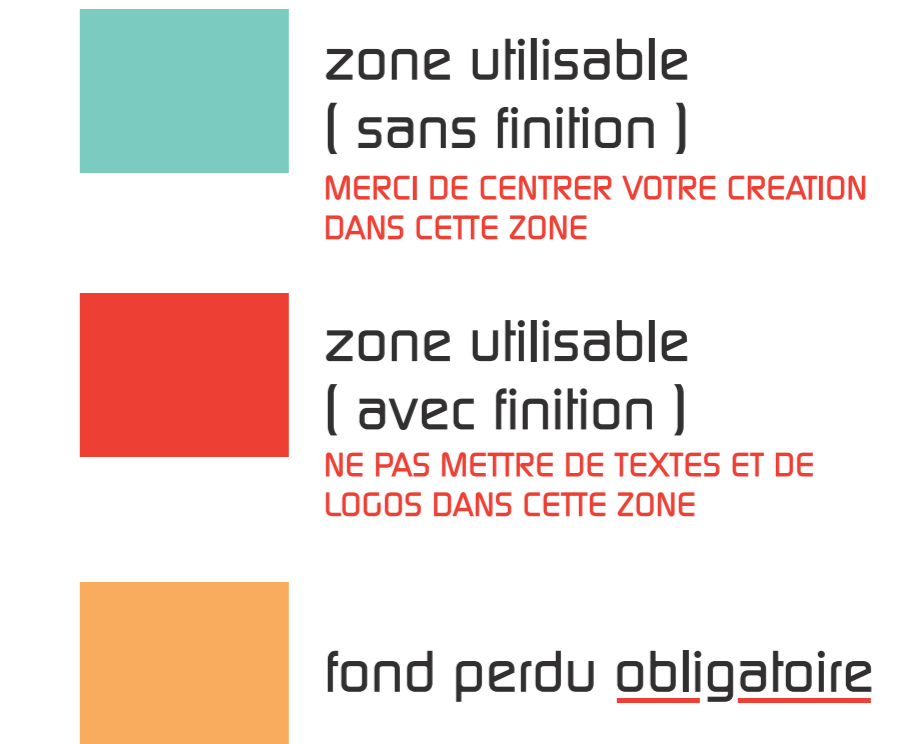 zone utilisable
( sans finition )
MERCI DE CENTRER VOTRE CREATION
DANS CETTE ZONE
zone utilisable
( avec finition )
NE PAS METTRE DE TEXTES ET DE
LOGOS DANS CETTE ZONE
fond perdu obligatoire